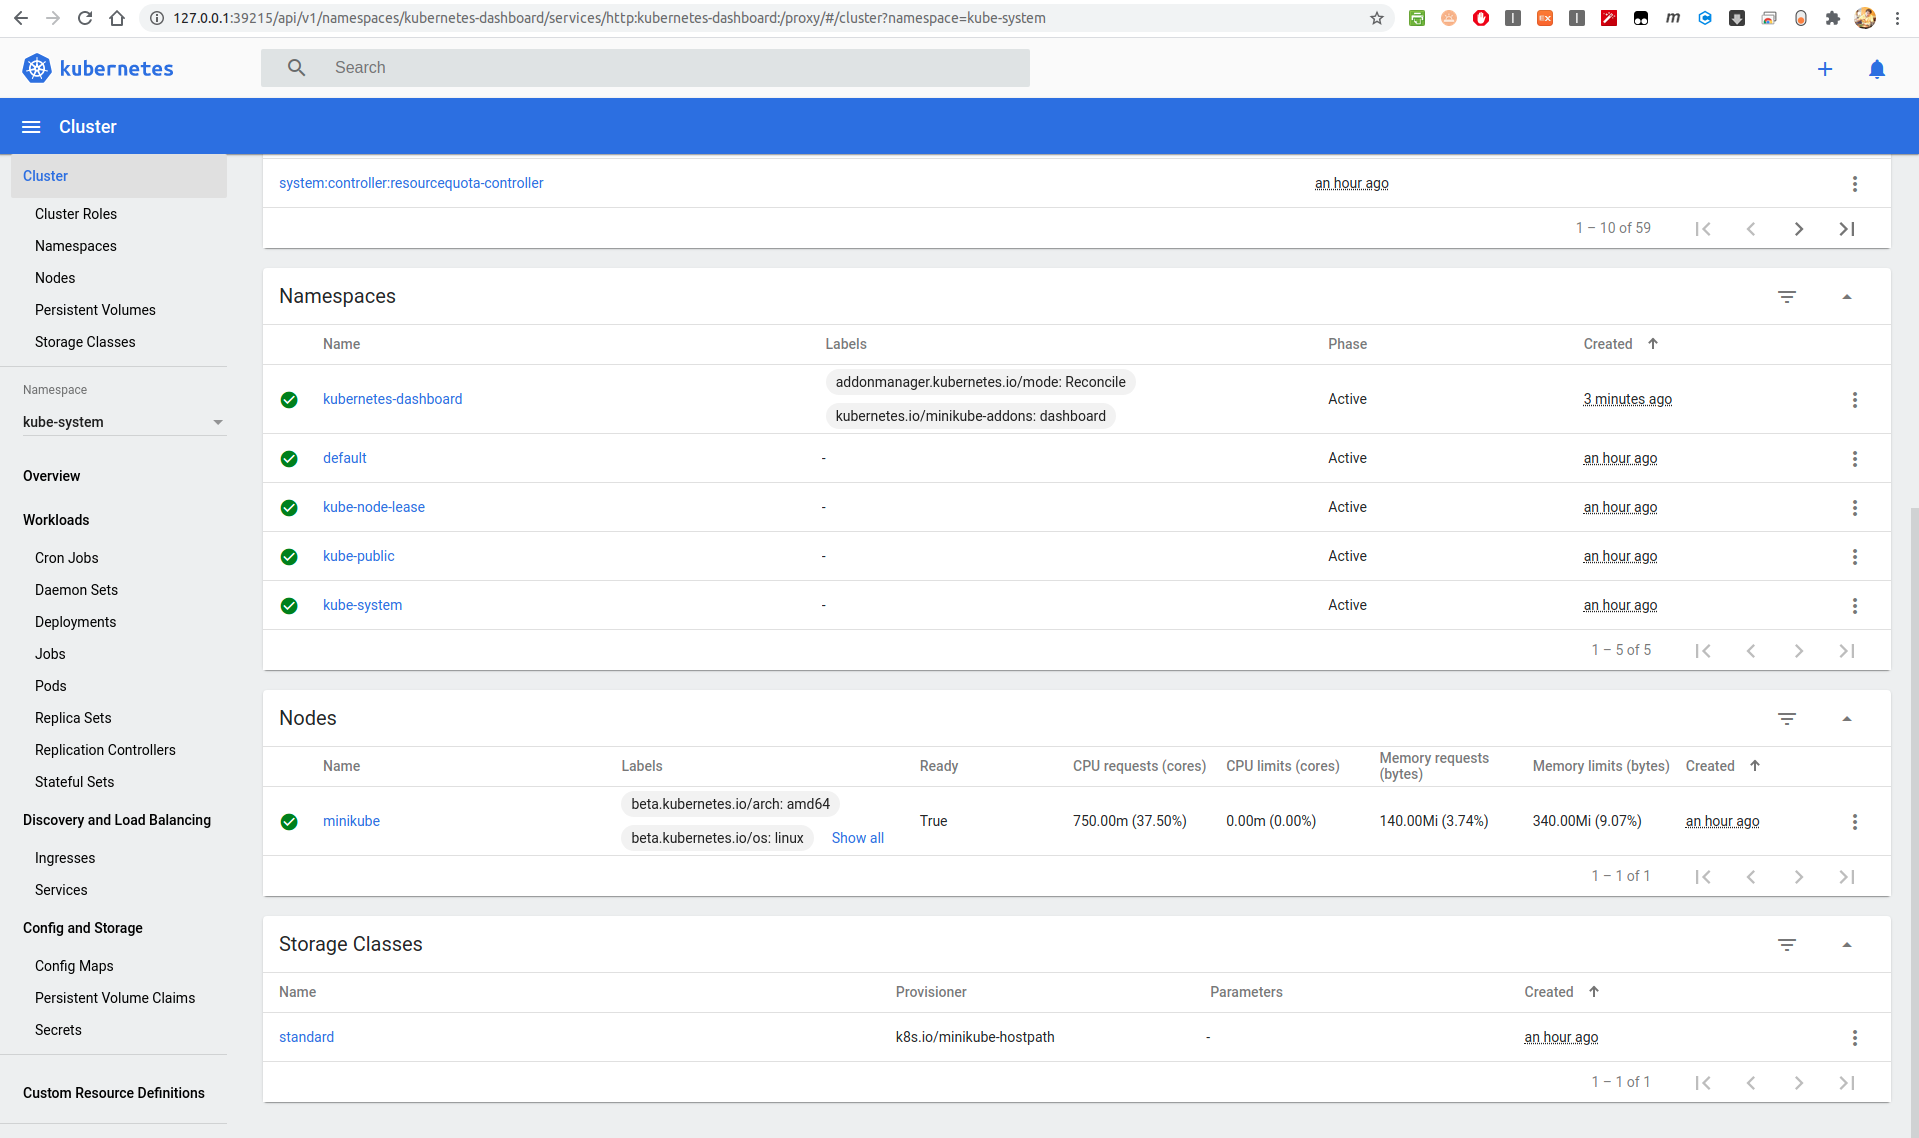 127.0.0.1:39215/api/v1/namespaces/kubernetes-dashboard/services/http:kubernetes-dashboard:/proxy/#/cluster?namespace=kube-system
kubernetes
Search
Cluster
Cluster
Cluster Roles
Namespaces
Nodes
Persistent Volumes
Storage Classes
Namespace
kube-system
Overview
Workloads
Cron Jobs
Daemon Sets
Deployments
Jobs
Pods
Replica Sets
Replication Controllers
Stateful Sets
Discovery and Load Balancing
Ingresses
Services
Config and Storage
Config Maps
Persistent Volume Claims
Secrets
Custom Resource Definitions
system:controller:resourcequota-controller an hour ago
1 – 10 of 59
Namespaces
Name Labels Phase Created
kubernetes-dashboard addonmanager.kubernetes.io/mode: Reconcile Active 3 minutes ago
kubernetes.io/minikube-addons: dashboard
default - Active an hour ago
kube-node-lease - Active an hour ago
kube-public - Active an hour ago
kube-system - Active an hour ago
1 – 5 of 5
Nodes
Name Labels Ready CPU requests (cores) CPU limits (cores) Memory requests (bytes) Memory limits (bytes) Created
minikube beta.kubernetes.io/arch: amd64 True 750.00m (37.50%) 0.00m (0.00%) 140.00Mi (3.74%) 340.00Mi (9.07%) an hour ago
beta.kubernetes.io/os: linux Show all
1 – 1 of 1
Storage Classes
Name Provisioner Parameters Created
standard k8s.io/minikube-hostpath - an hour ago
1 – 1 of 1